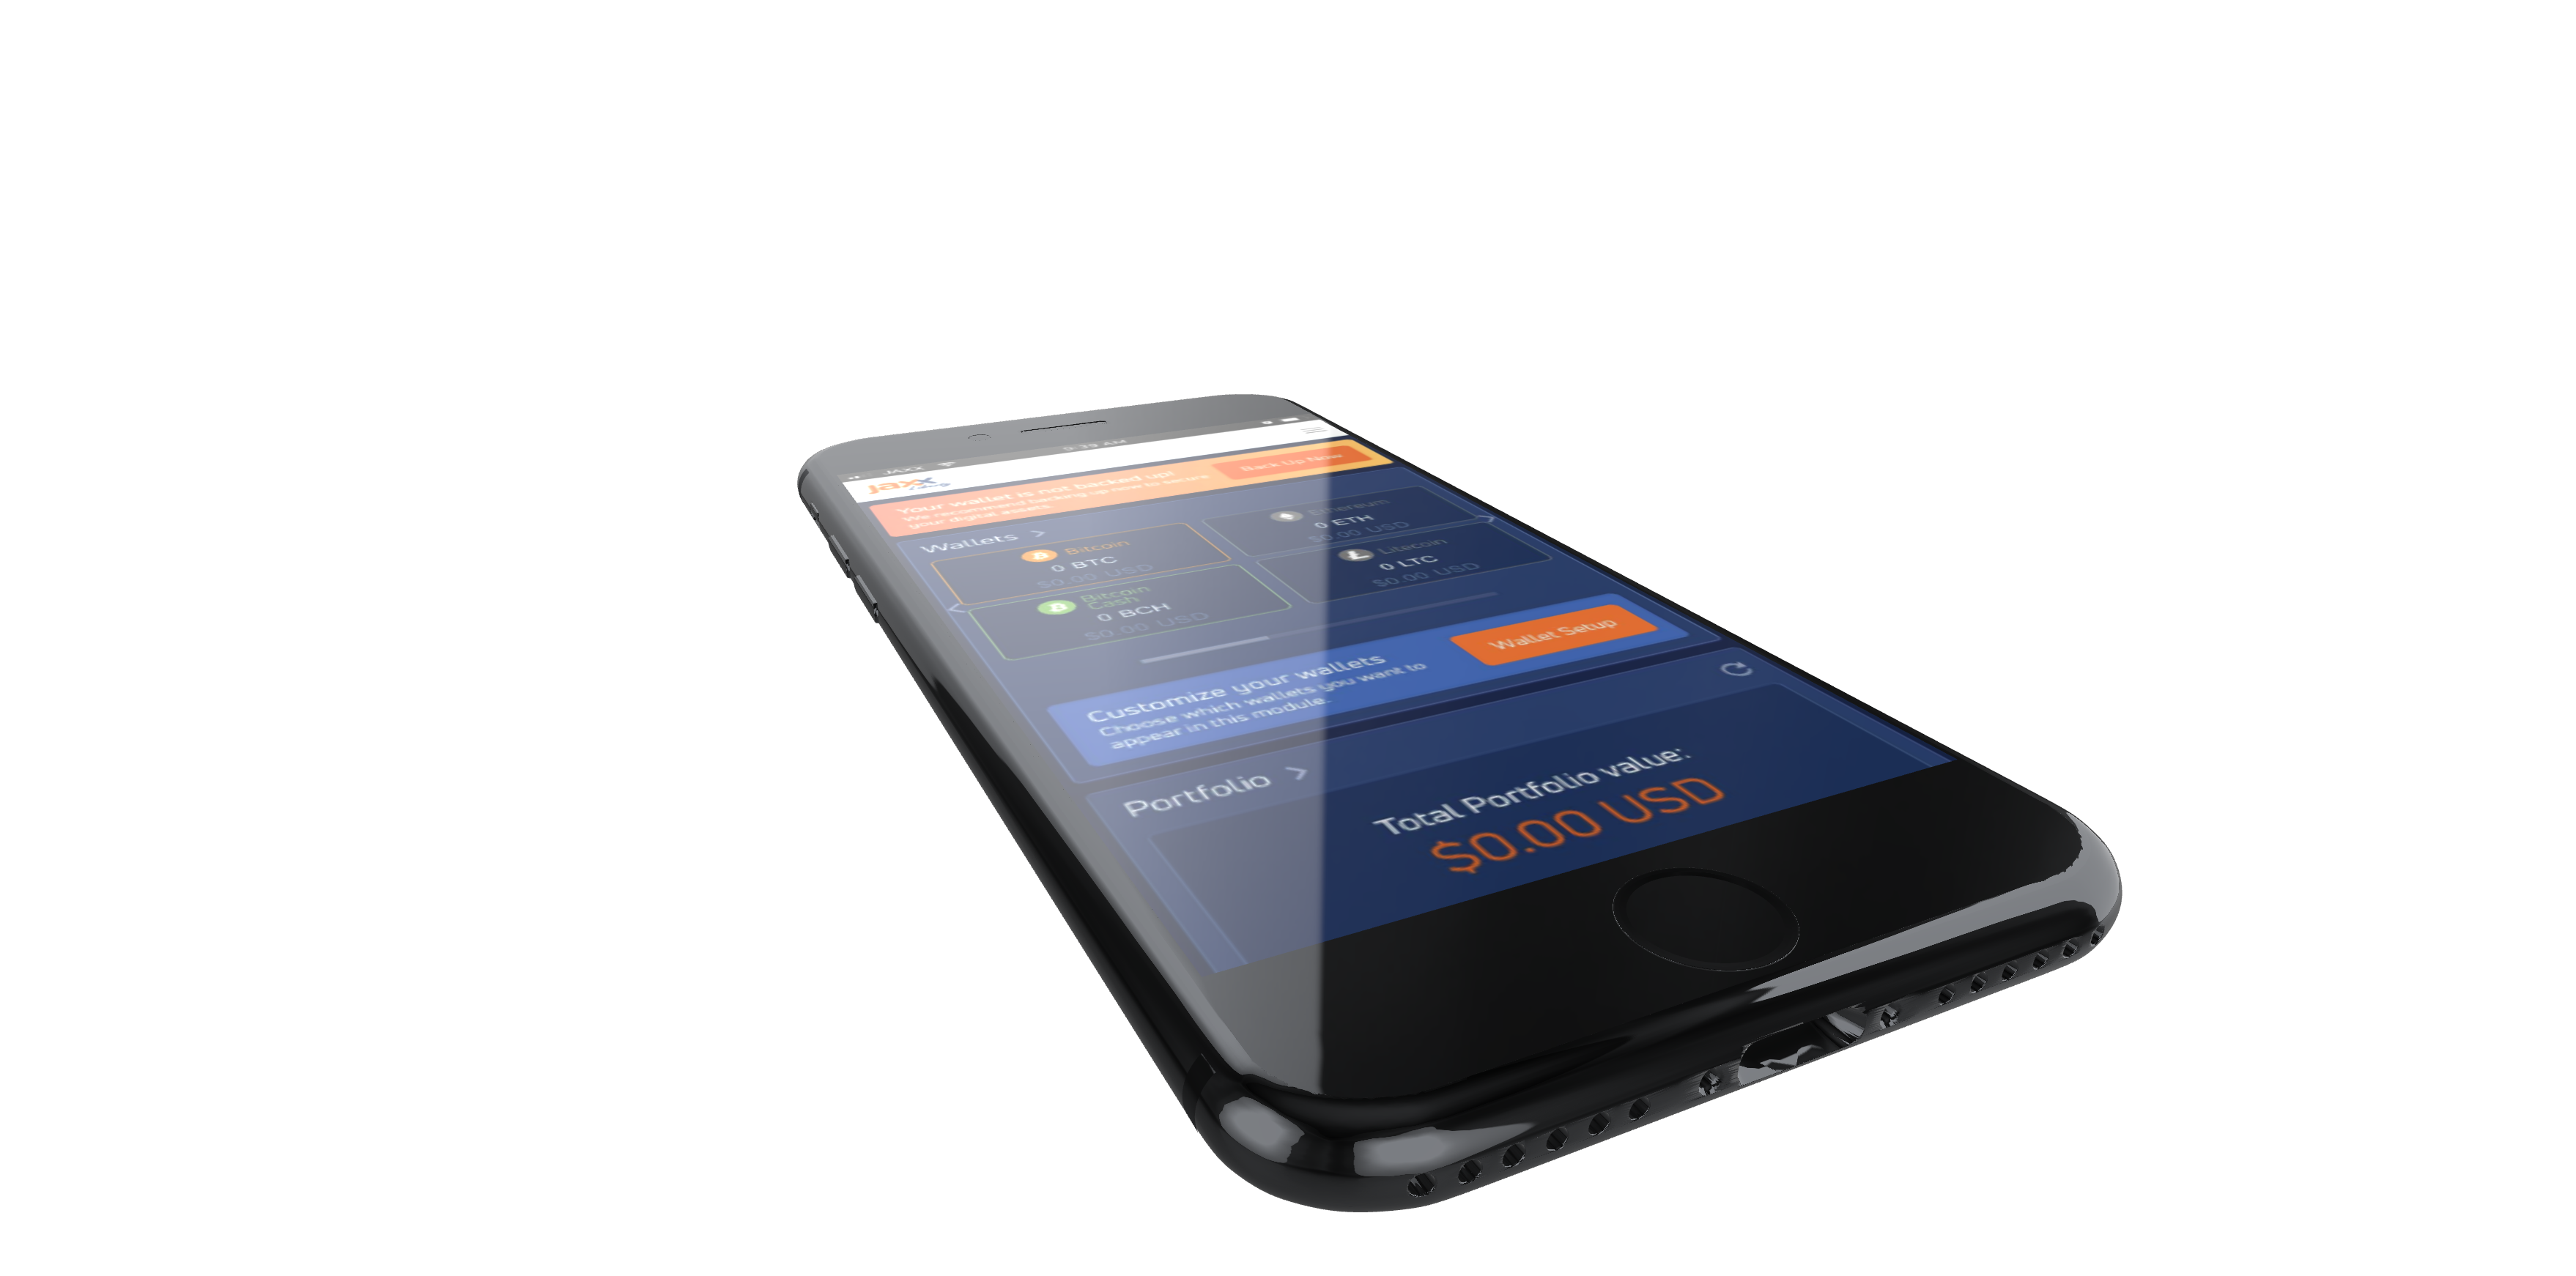 JAXX 9:39 AM
jaxx
Liberty
Your wallet is not backed up!
We recommend backing up now to secure
your digital assets.
Back Up Now
Wallets
Bitcoin
0 BTC
$0.00 USD
Ethereum
0 ETH
$0.00 USD
Bitcoin
Cash
0 BCH
$0.00 USD
Litecoin
0 LTC
$0.00 USD
Customize your wallets
Choose which wallets you want to
appear in this module.
Wallet Setup
Portfolio
Total Portfolio value:
$0.00 USD